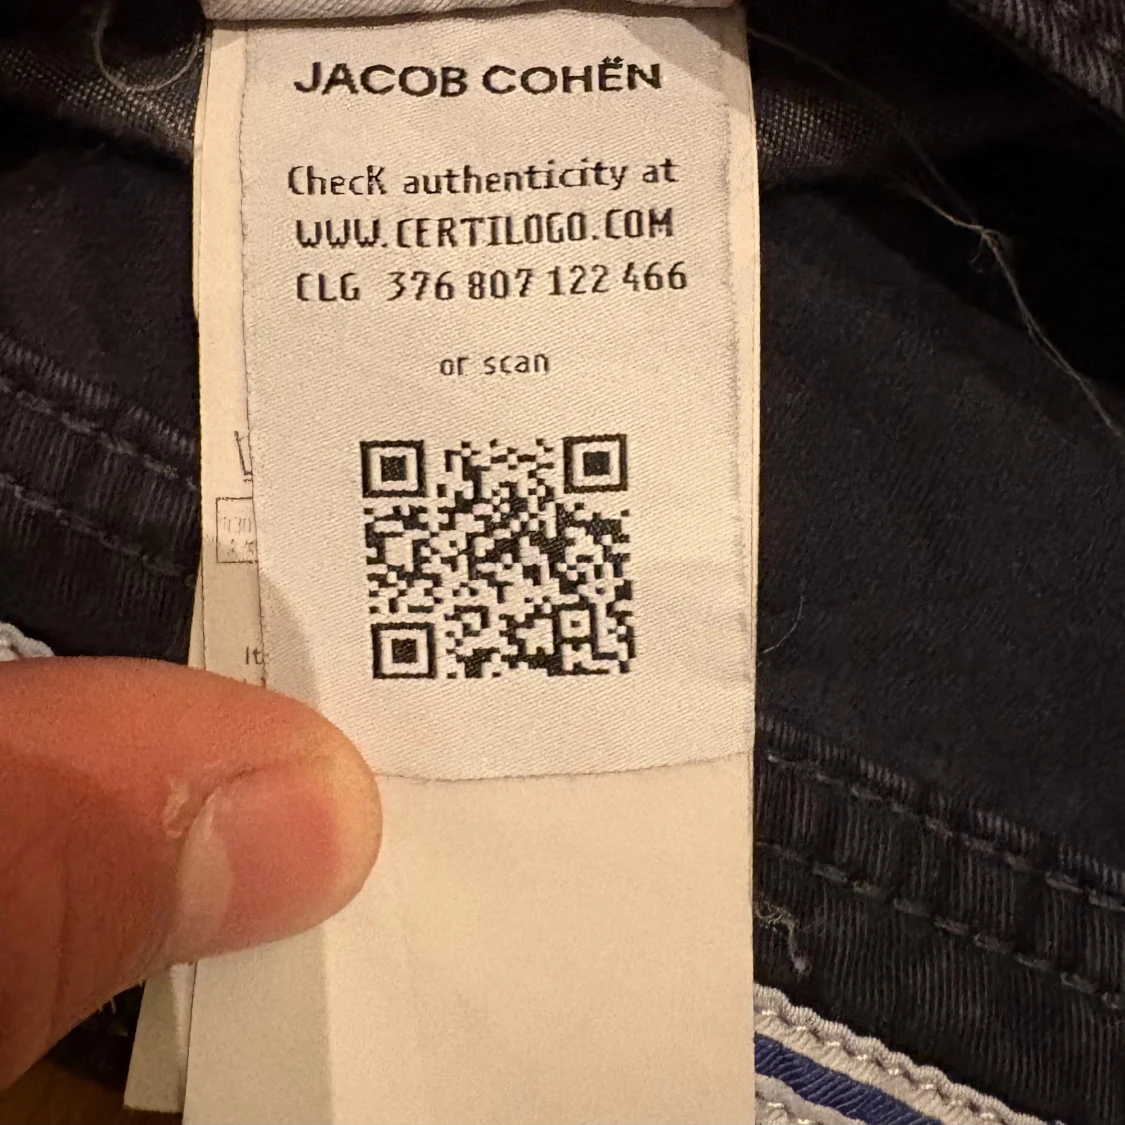 JACOB COHËN
Check authenticity at
WWW.CERTILOGO.COM
CLG 376 807 122 466
or scan